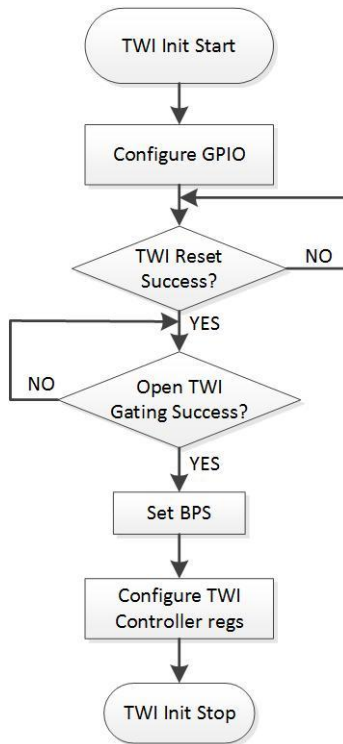 TWI Init Start
Configure GPIO
TWI Reset
Success?
NO
YES
NO
Open TWI
Gating Success?
YES
Set BPS
Configure TWI
Controller regs
TWI Init Stop